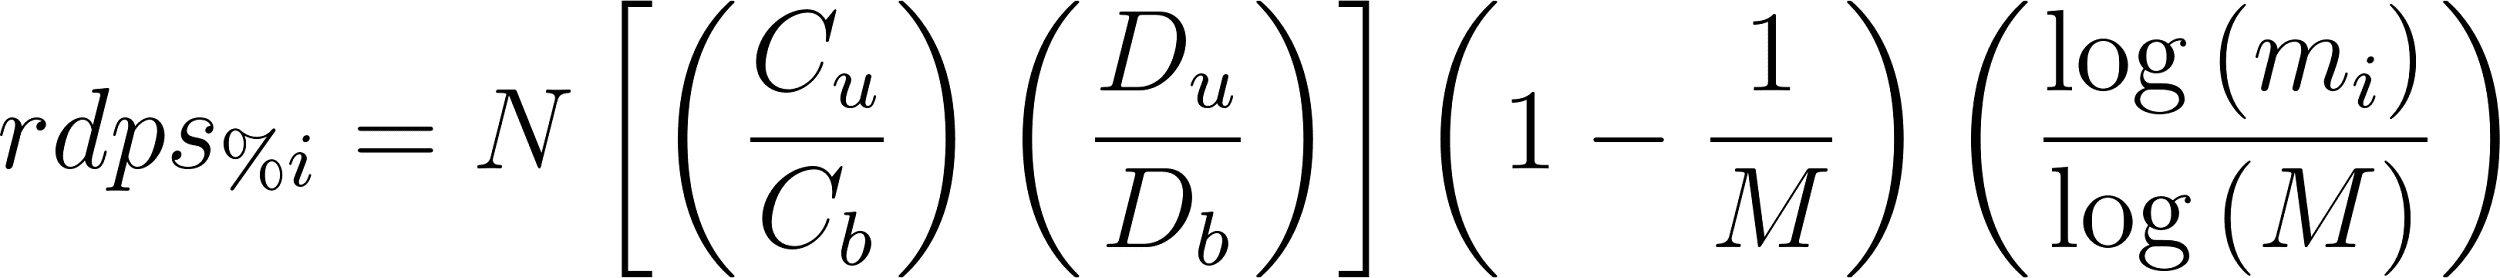 $rdps_{\%_i} = N \left[ \left( \frac{C_u}{C_b} \right) \left( \frac{D_u}{D_b} \right) \right] \left( 1 - \frac{1}{M} \right) \left( \frac{\log(m_i)}{\log(M)} \right)$